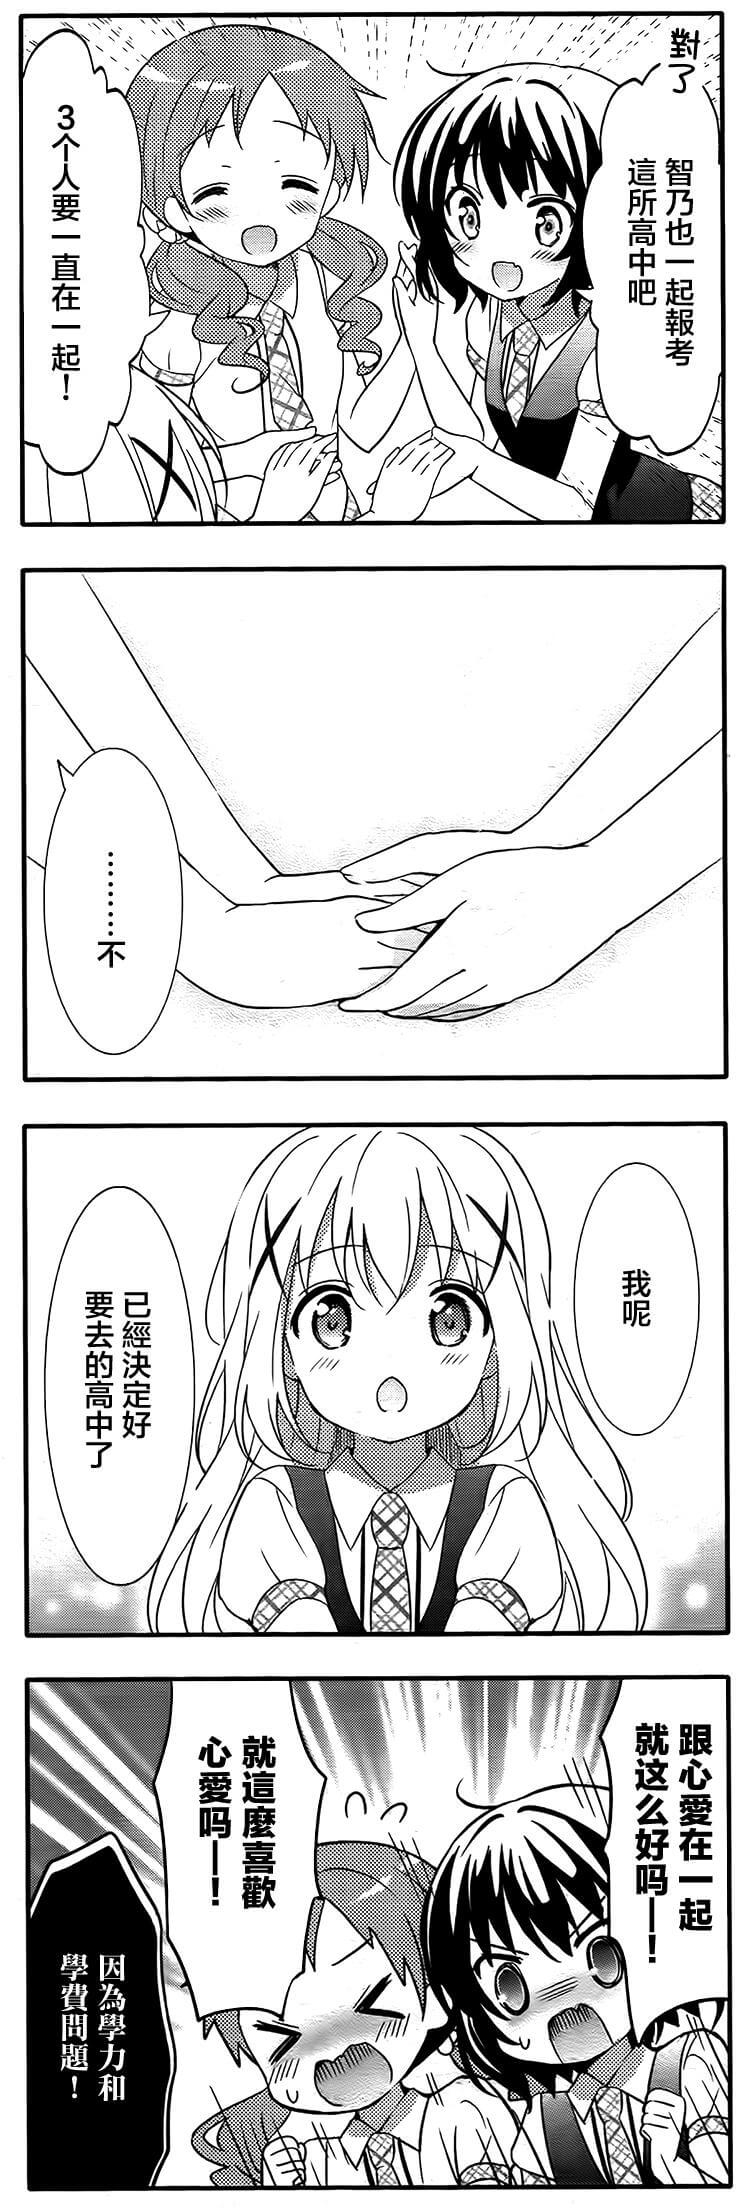 對了
智乃也一起報考
這所高中吧
3个人要一直在一起！
………不
我呢
已經決定好
要去的高中了
跟心愛在一起
就这么好吗—！
就這麼喜歡
心愛吗—！
因為學力和
學費問題！